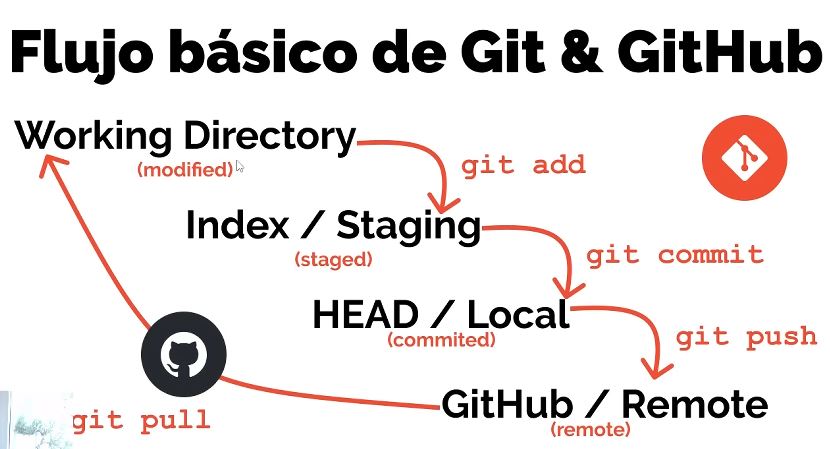 Flujo básico de Git & GitHub
Working Directory
(modified)
git add
Index / Staging
(staged)
git commit
HEAD / Local
(commited)
git push
GitHub / Remote
(remote)
git pull